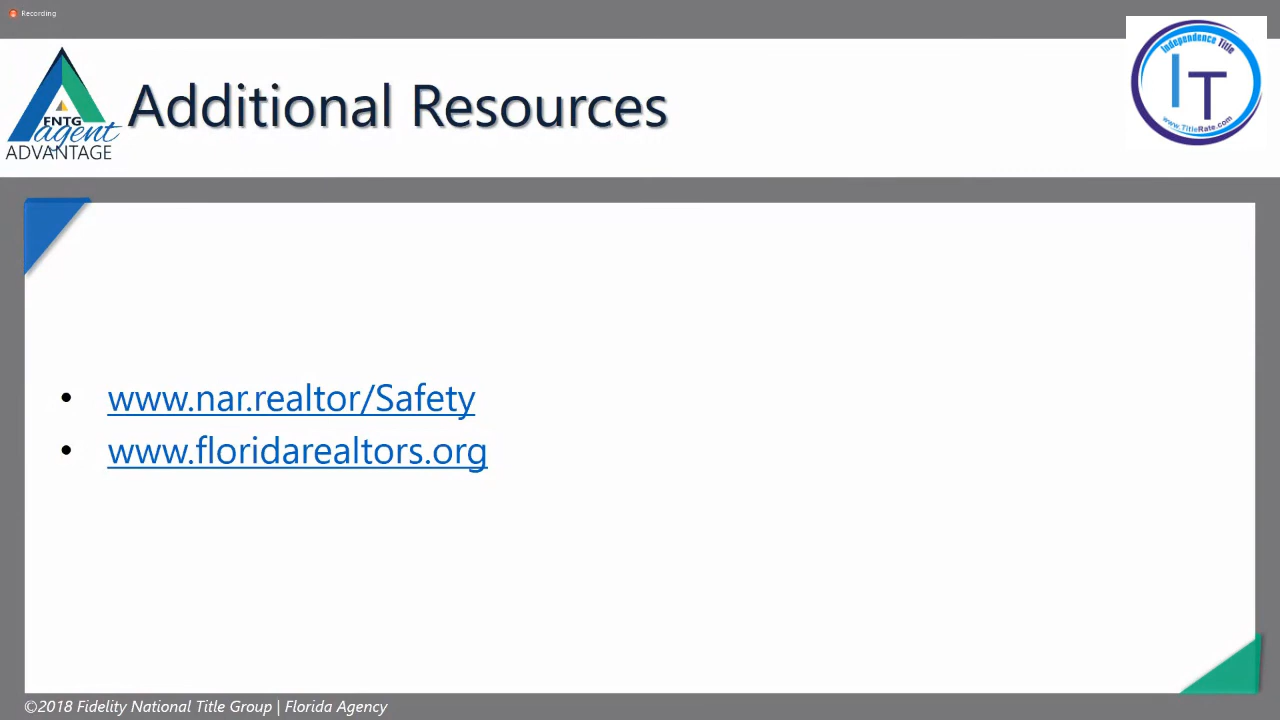 Recording
Additional Resources
FNTG
agent
ADVANTAGE
Independence Title
IT
www.TitleRate.com
• www.nar.realtor/Safety
• www.floridarealtors.org
©2018 Fidelity National Title Group | Florida Agency